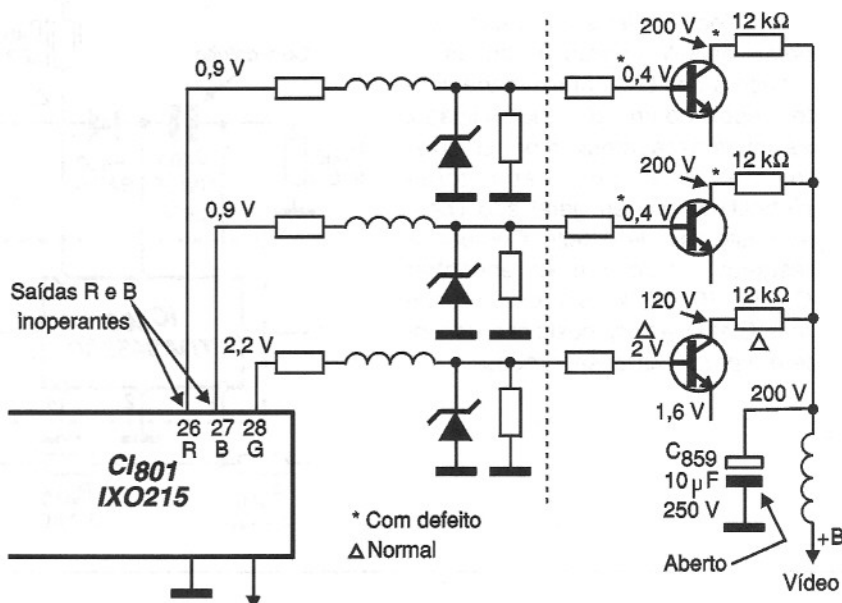 200 V * 12 kΩ
0,9 V
* 0,4 V
200 V * 12 kΩ
0,9 V
* 0,4 V
Saídas R e B
inoperantes
120 V 12 kΩ
Δ Δ
2,2 V
2 V
1,6 V
200 V
26 27 28
R B G
CI801
IXO215
C859
10 µF
250 V
* Com defeito
Δ Normal
Aberto
+B
Vídeo